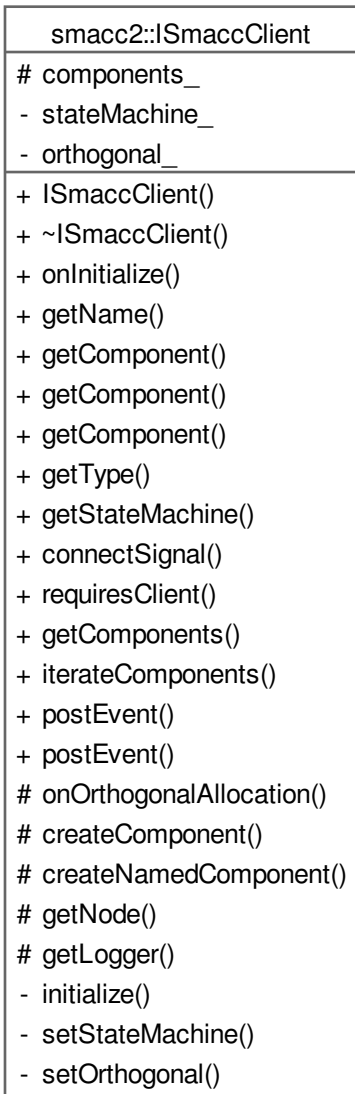 smacc2::ISmaccClient
# components_
- stateMachine_
- orthogonal_
+ ISmaccClient()
+ ~ISmaccClient()
+ onInitialize()
+ getName()
+ getComponent()
+ getComponent()
+ getComponent()
+ getType()
+ getStateMachine()
+ connectSignal()
+ requiresClient()
+ getComponents()
+ iterateComponents()
+ postEvent()
+ postEvent()
# onOrthogonalAllocation()
# createComponent()
# createNamedComponent()
# getNode()
# getLogger()
- initialize()
- setStateMachine()
- setOrthogonal()